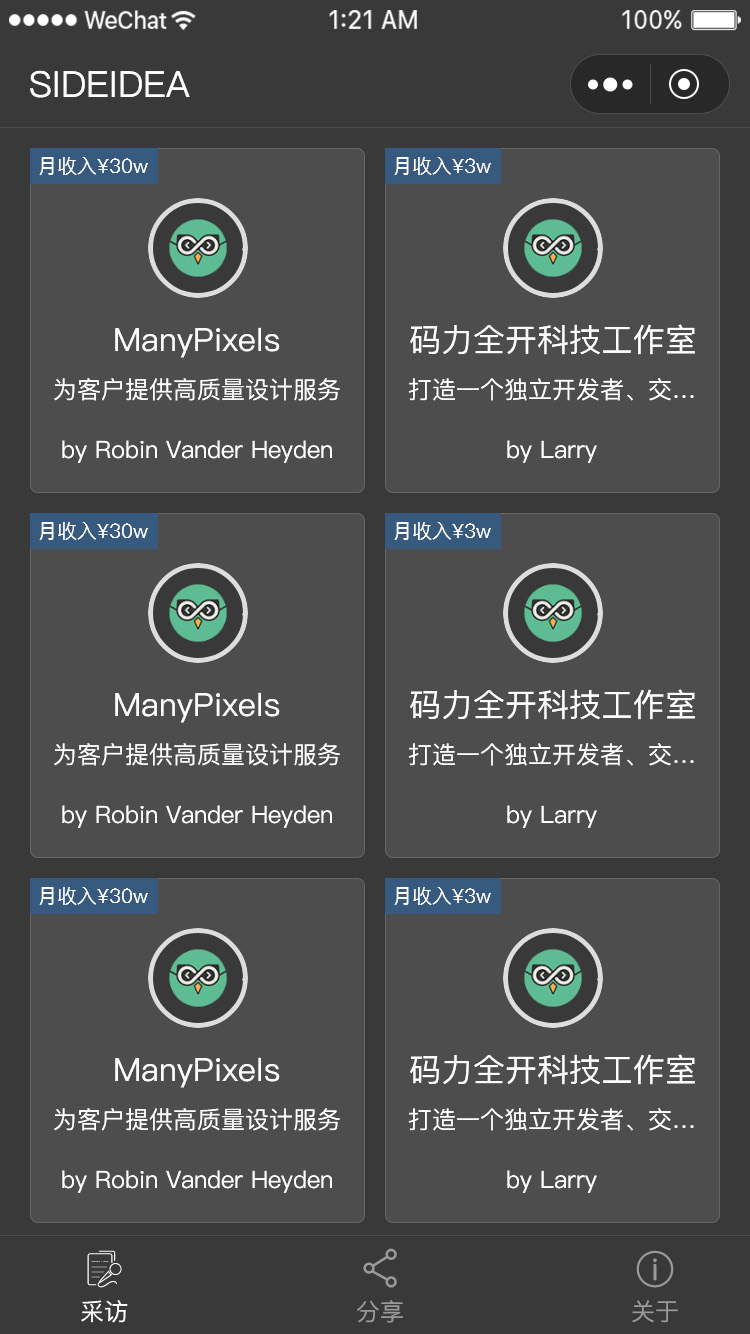 WeChat 1:21 AM 100%
SIDEIDEA
月收入¥30w
ManyPixels
为客户提供高质量设计服务
by Robin Vander Heyden
月收入¥3w
码力全开科技工作室
打造一个独立开发者、交...
by Larry
月收入¥30w
ManyPixels
为客户提供高质量设计服务
by Robin Vander Heyden
月收入¥3w
码力全开科技工作室
打造一个独立开发者、交...
by Larry
月收入¥30w
ManyPixels
为客户提供高质量设计服务
by Robin Vander Heyden
月收入¥3w
码力全开科技工作室
打造一个独立开发者、交...
by Larry
采访 分享 关于